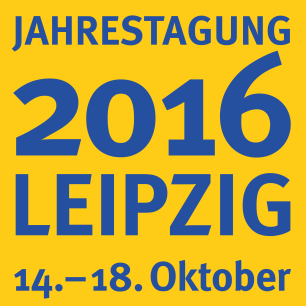 JAHRESTAGUNG
2016
LEIPZIG
14.–18. Oktober